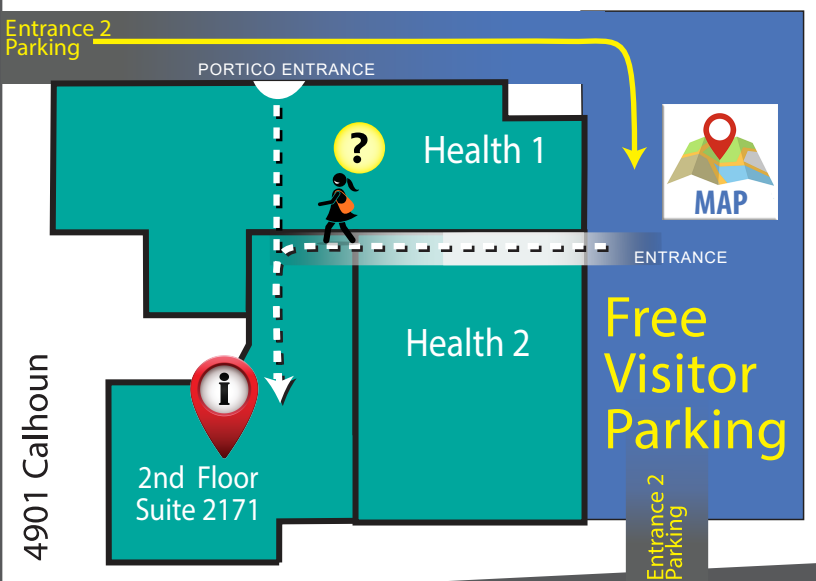 Entrance 2
Parking
PORTICO ENTRANCE
?
Health 1
MAP
ENTRANCE
Health 2
Free
Visitor
Parking
i
2nd Floor
Suite 2171
4901 Calhoun
Entrance 2
Parking